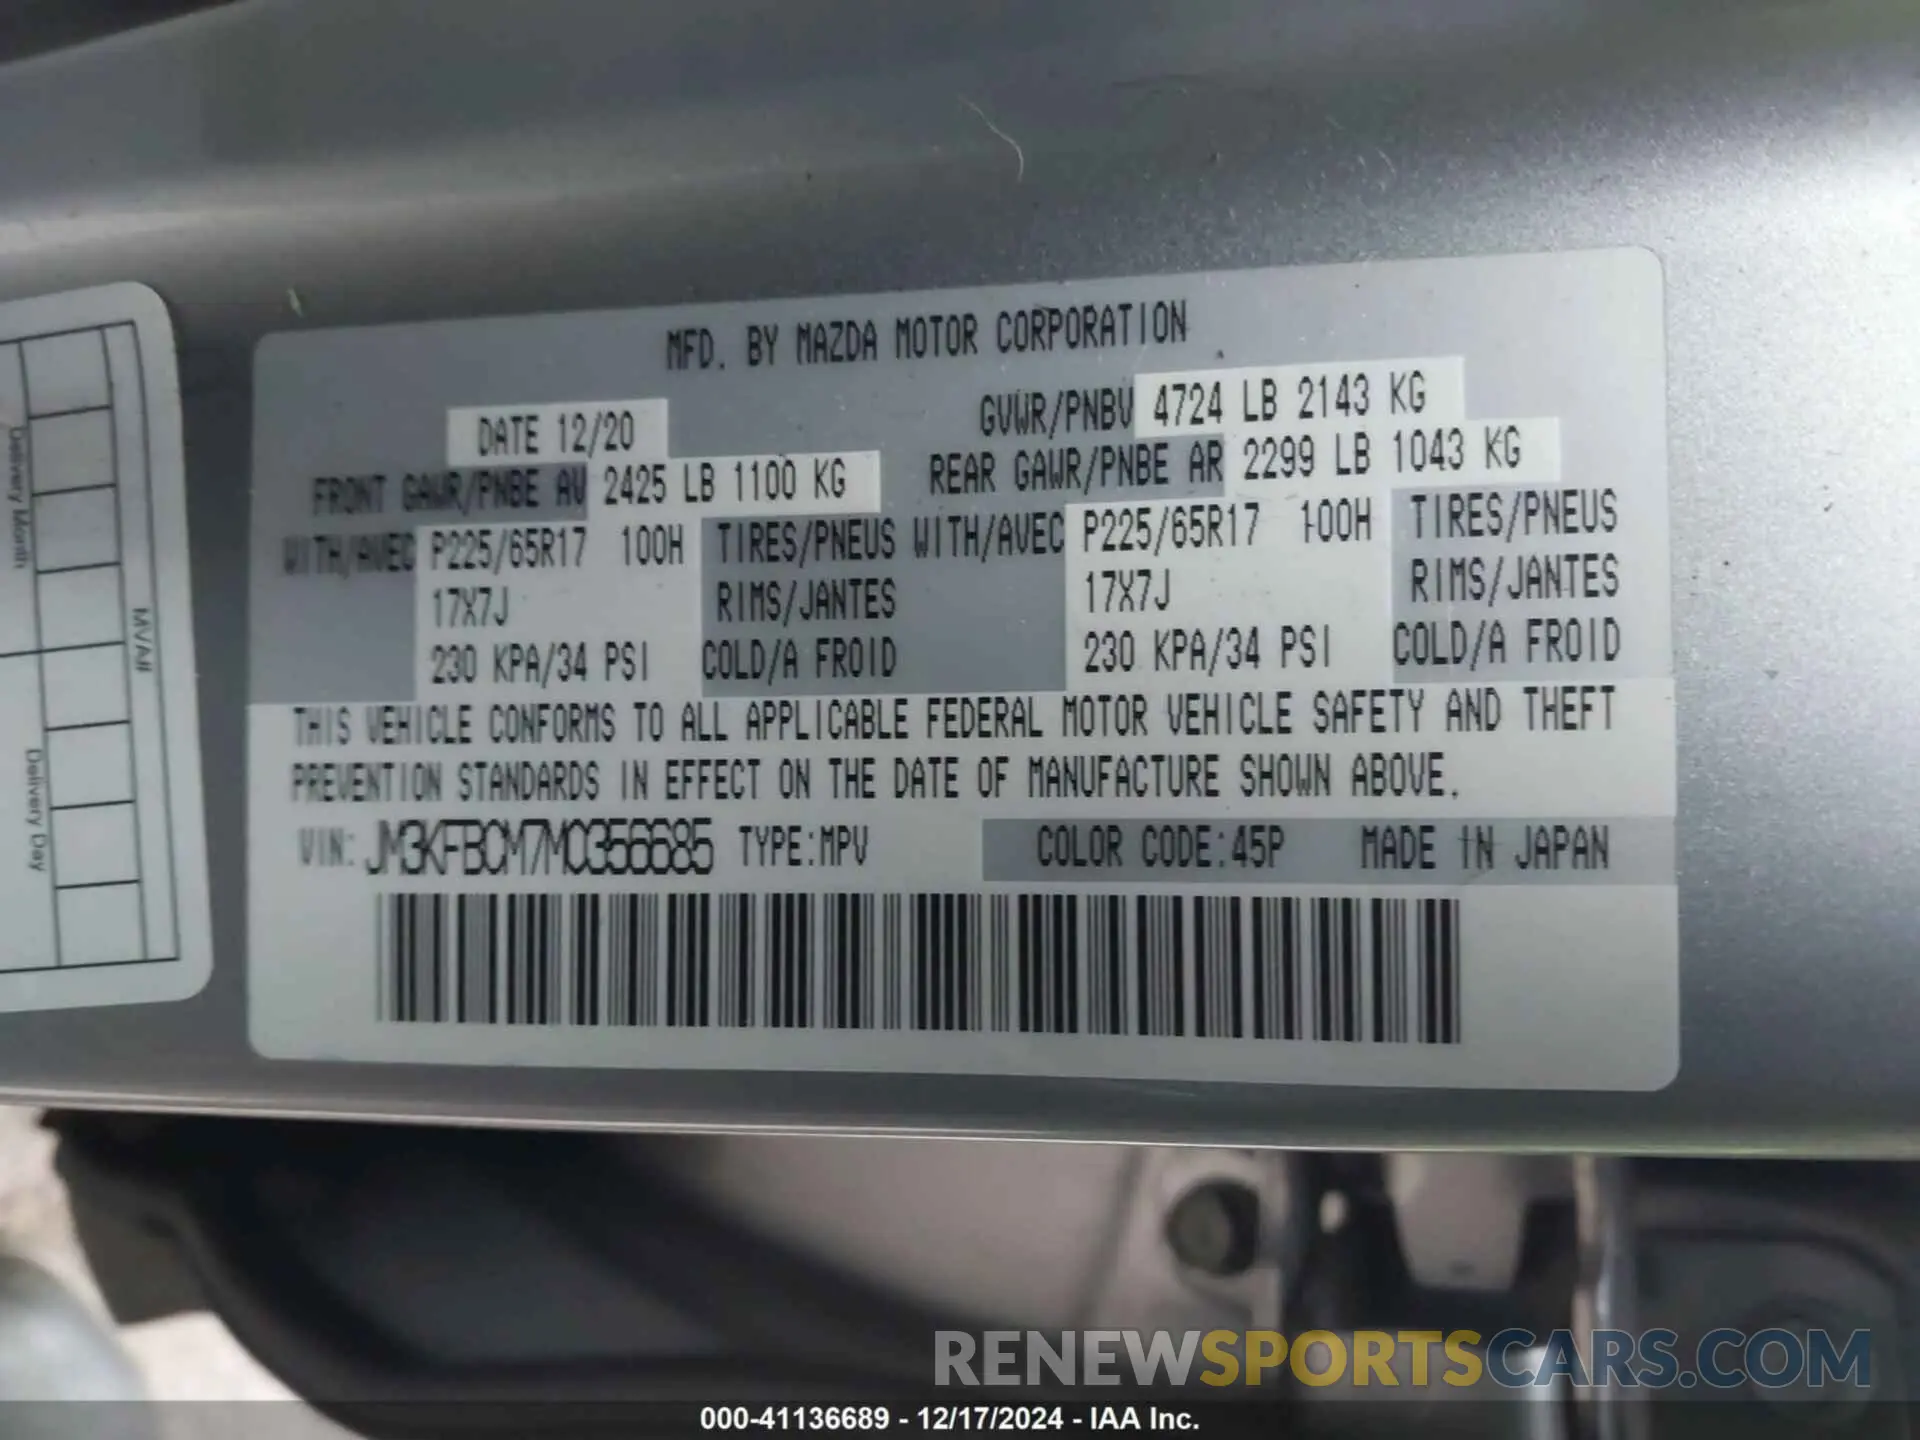 MFD. BY MAZDA MOTOR CORPORATION
DATE 12/20 GVWR/PNBV 4724 LB 2143 KG
FRONT GAWR/PNBE AV 2425 LB 1100 KG REAR GAWR/PNBE AR 2299 LB 1043 KG
WITH/AVEC P225/65R17 100H TIRES/PNEUS WITH/AVEC P225/65R17 100H TIRES/PNEUS
17X7J RIMS/JANTES 17X7J RIMS/JANTES
230 KPA/34 PSI COLD/A FROID 230 KPA/34 PSI COLD/A FROID
THIS VEHICLE CONFORMS TO ALL APPLICABLE FEDERAL MOTOR VEHICLE SAFETY AND THEFT
PREVENTION STANDARDS IN EFFECT ON THE DATE OF MANUFACTURE SHOWN ABOVE.
VIN: JM3KFBCM7M0356685 TYPE:MPV COLOR CODE:45P MADE IN JAPAN
Delivery Month
Delivery Day
MVA#
RENEWSPORTSCARS.COM
000-41136689 - 12/17/2024 - IAA Inc.